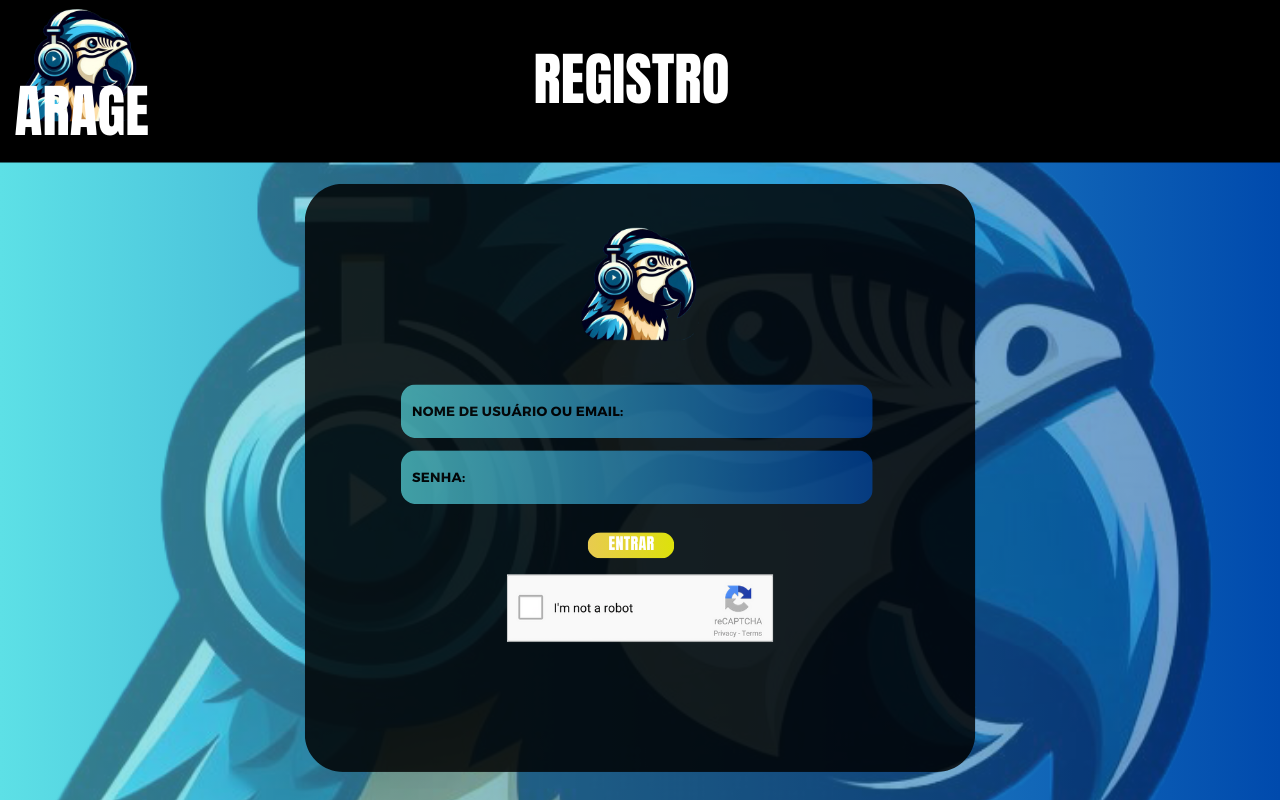 ARAGE
REGISTRO
NOME DE USUÁRIO OU EMAIL:
SENHA:
ENTRAR
I'm not a robot
reCAPTCHA
Privacy - Terms